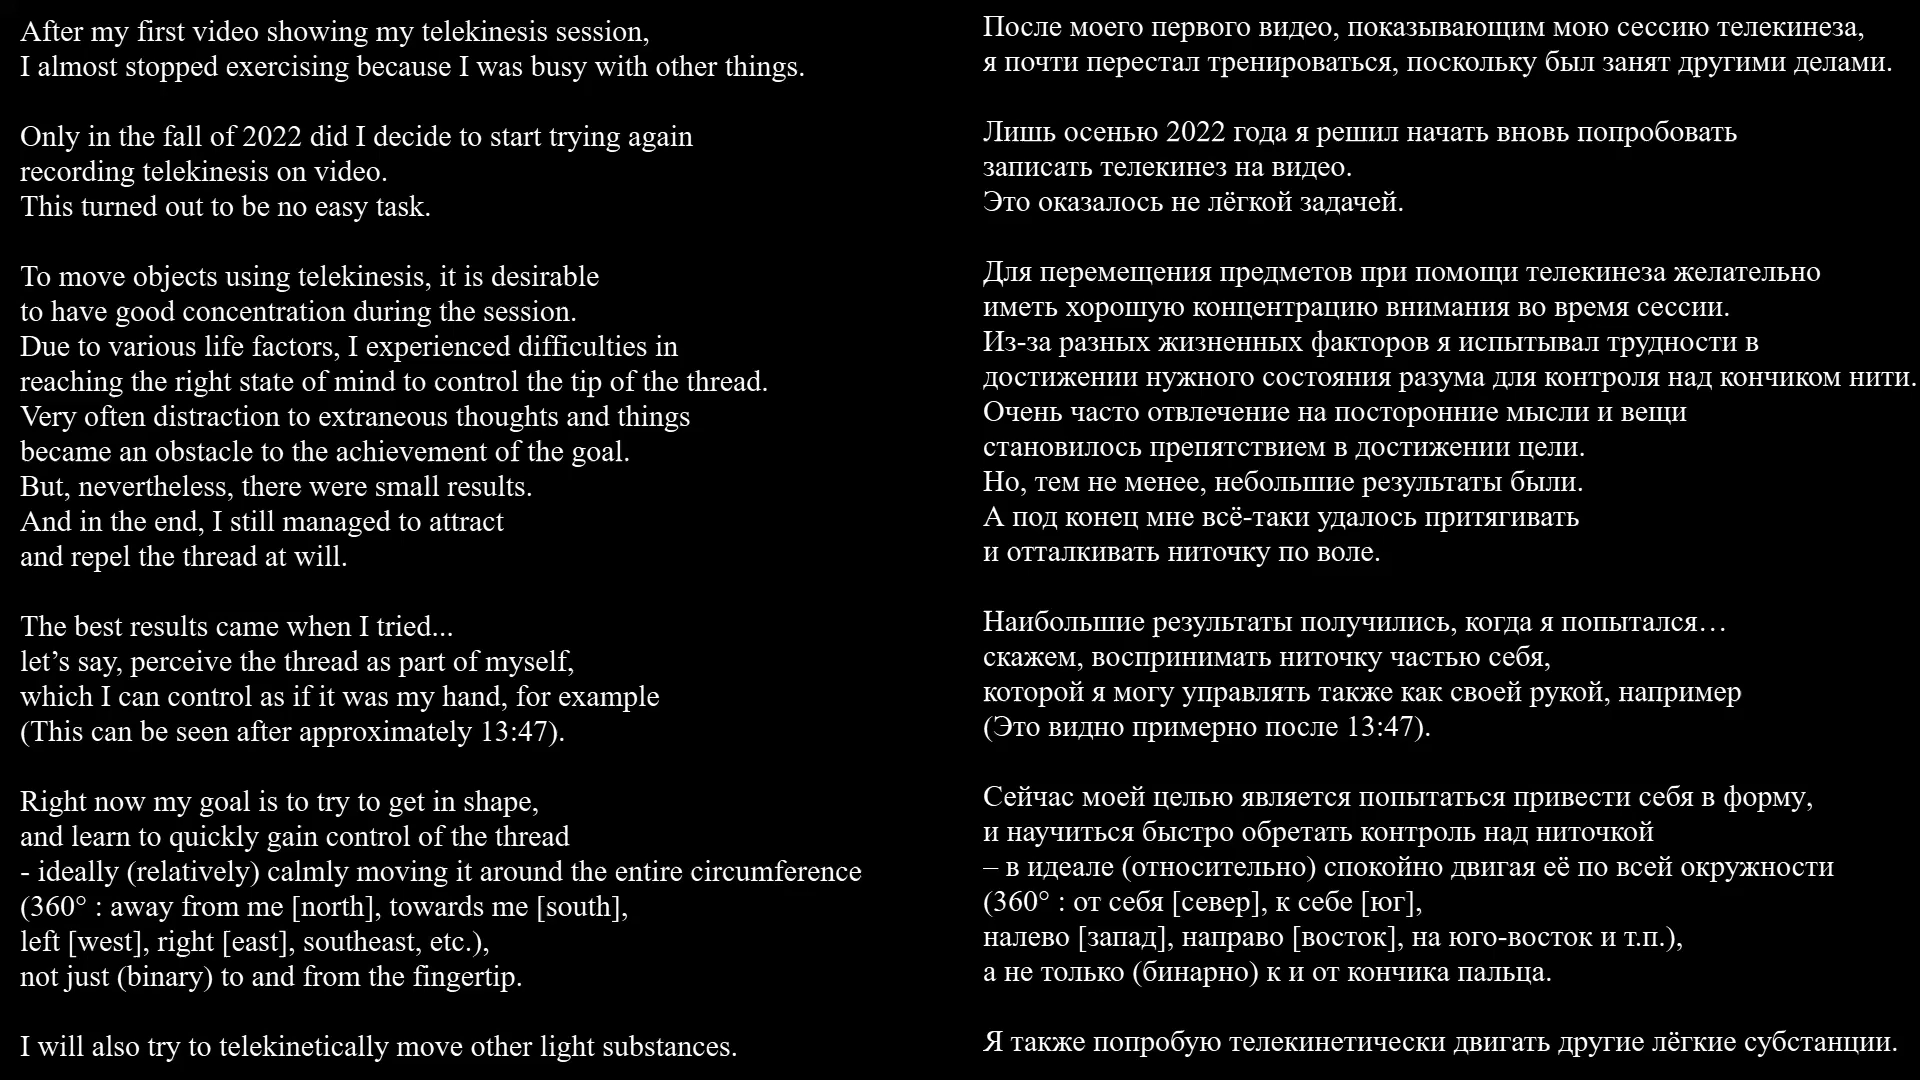 After my first video showing my telekinesis session,
I almost stopped exercising because I was busy with other things.
Only in the fall of 2022 did I decide to start trying again
recording telekinesis on video.
This turned out to be no easy task.
To move objects using telekinesis, it is desirable
to have good concentration during the session.
Due to various life factors, I experienced difficulties in
reaching the right state of mind to control the tip of the thread.
Very often distraction to extraneous thoughts and things
became an obstacle to the achievement of the goal.
But, nevertheless, there were small results.
And in the end, I still managed to attract
and repel the thread at will.
The best results came when I tried...
let’s say, perceive the thread as part of myself,
which I can control as if it was my hand, for example
(This can be seen after approximately 13:47).
Right now my goal is to try to get in shape,
and learn to quickly gain control of the thread
- ideally (relatively) calmly moving it around the entire circumference
(360° : away from me [north], towards me [south],
left [west], right [east], southeast, etc.),
not just (binary) to and from the fingertip.
I will also try to telekinetically move other light substances.
После моего первого видео, показывающим мою сессию телекинеза,
я почти перестал тренироваться, поскольку был занят другими делами.
Лишь осенью 2022 года я решил начать вновь попробовать
записать телекинез на видео.
Это оказалось не лёгкой задачей.
Для перемещения предметов при помощи телекинеза желательно
иметь хорошую концентрацию внимания во время сессии.
Из-за разных жизненных факторов я испытывал трудности в
достижении нужного состояния разума для контроля над кончиком нити.
Очень часто отвлечение на посторонние мысли и вещи
становилось препятствием в достижении цели.
Но, тем не менее, небольшие результаты были.
А под конец мне всё-таки удалось притягивать
и отталкивать ниточку по воле.
Наибольшие результаты получились, когда я попытался…
скажем, воспринимать ниточку частью себя,
которой я могу управлять также как своей рукой, например
(Это видно примерно после 13:47).
Сейчас моей целью является попытаться привести себя в форму,
и научиться быстро обретать контроль над ниточкой
– в идеале (относительно) спокойно двигая её по всей окружности
(360° : от себя [север], к себе [юг],
налево [запад], направо [восток], на юго-восток и т.п.),
а не только (бинарно) к и от кончика пальца.
Я также попробую телекинетически двигать другие лёгкие субстанции.